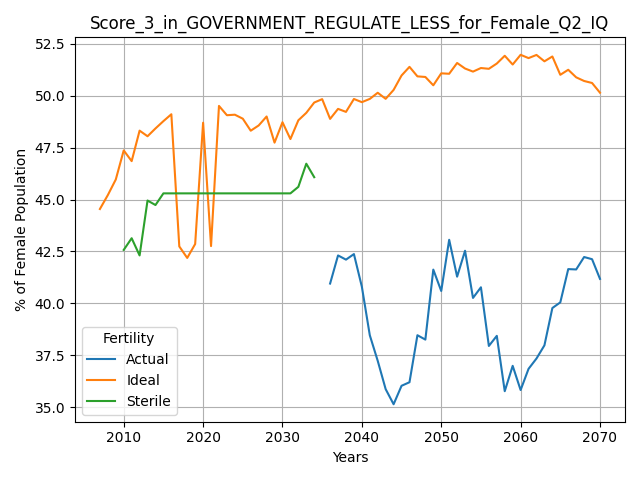 Score_3_in_GOVERNMENT_REGULATE_LESS_for_Female_Q2_IQ
% of Female Population
52.5
50.0
47.5
45.0
42.5
40.0
37.5
35.0
Fertility
Actual
Ideal
Sterile
2010 2020 2030 2040 2050 2060 2070
Years